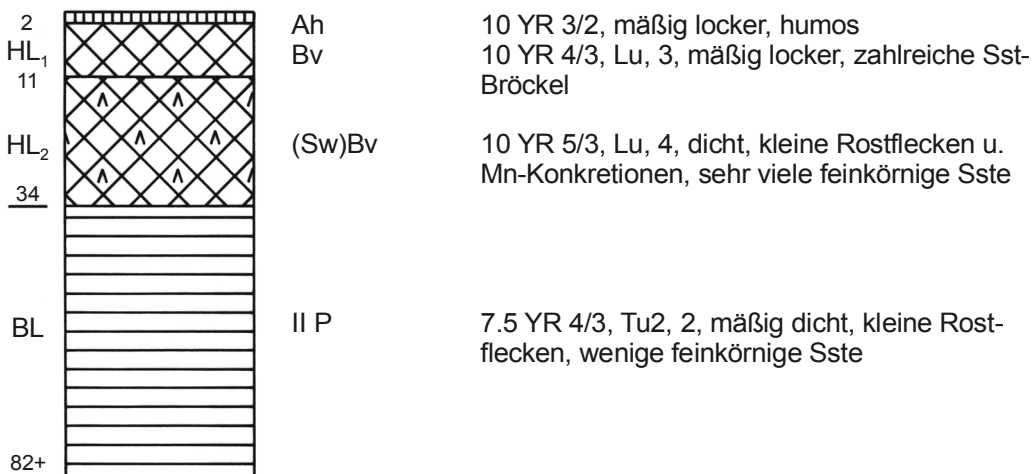 2 Ah 10 YR 3/2, mäßig locker, humos
HL₁ Bv 10 YR 4/3, Lu, 3, mäßig locker, zahlreiche Sst-
11 Bröckel
HL₂ (Sw)Bv 10 YR 5/3, Lu, 4, dicht, kleine Rostflecken u.
Mn-Konkretionen, sehr viele feinkörnige Sste
34
BL II P 7.5 YR 4/3, Tu2, 2, mäßig dicht, kleine Rost-
flecken, wenige feinkörnige Sste
82+